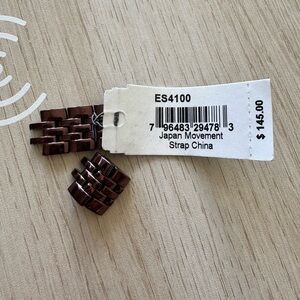 ES4100
7 96483 29478 3
Japan Movement
Strap China
$ 145.00